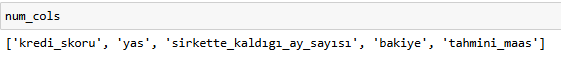 num_cols
['kredi_skoru', 'yas', 'sirkette_kaldıgı_ay_sayısı', 'bakiye', 'tahmini_maas']